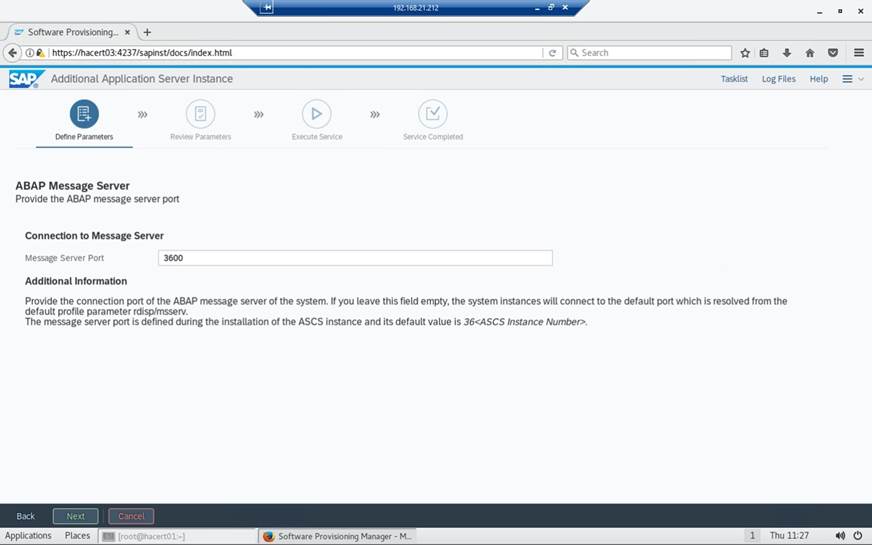 192.168.21.212
Software Provisioning...
https://hacert03:4237/sapinst/docs/index.html
Search
SAP Additional Application Server Instance
Tasklist Log Files Help
Define Parameters Review Parameters Execute Service Service Completed
ABAP Message Server
Provide the ABAP message server port
Connection to Message Server
Message Server Port 3600
Additional Information
Provide the connection port of the ABAP message server of the system. If you leave this field empty, the system instances will connect to the default port which is resolved from the
default profile parameter rdisp/msserv.
The message server port is defined during the installation of the ASCS instance and its default value is 36<ASCS Instance Number>.
Back Next Cancel
Applications Places [root@hacert01:~] Software Provisioning Manager - M... 1 Thu 11:27